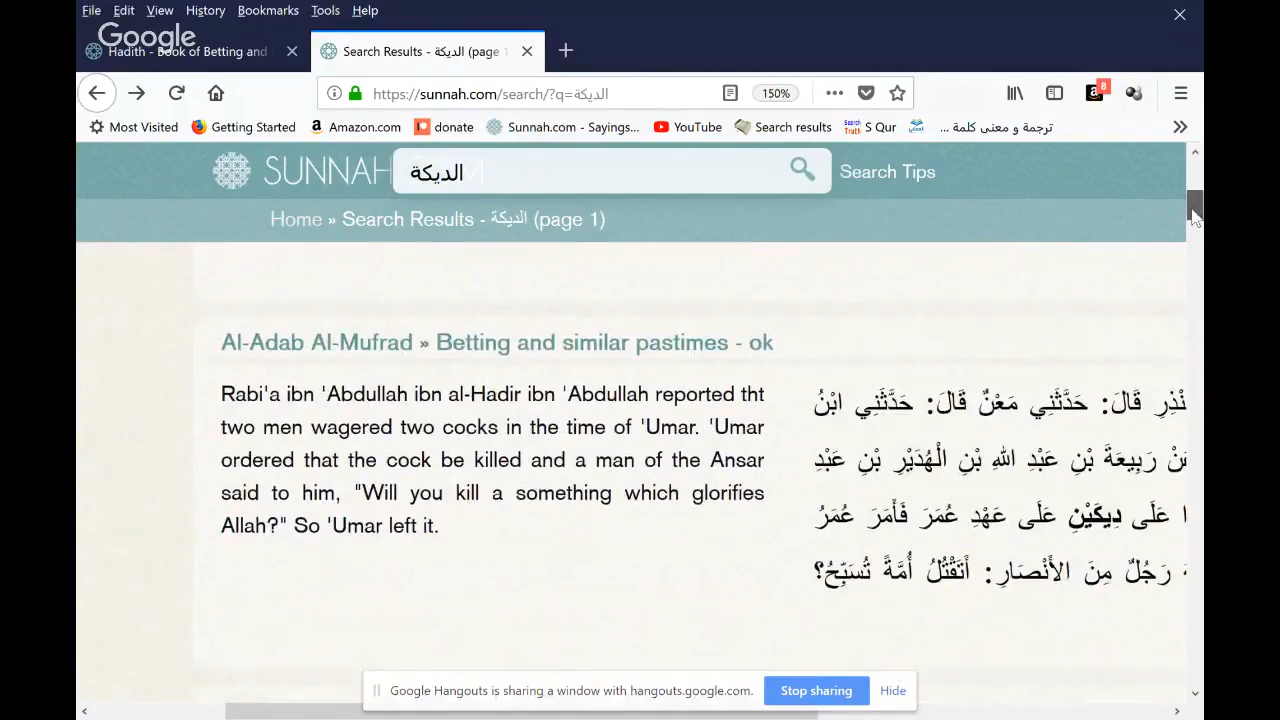 File Edit View History Bookmarks Tools Help
Google
Hadith - Book of Betting and
Search Results - الديكة (page 1
https://sunnah.com/search/?q=الديكة
150%
8
Most Visited Getting Started Amazon.com donate Sunnah.com - Sayings... YouTube Search results Search Truth S Qur ترجمة و معنى كلمة ...
SUNNAH
الديكة
Search Tips
Home » Search Results - الديكة (page 1)
Al-Adab Al-Mufrad » Betting and similar pastimes - ok
Rabi'a ibn 'Abdullah ibn al-Hadir ibn 'Abdullah reported tht
two men wagered two cocks in the time of 'Umar. 'Umar
ordered that the cock be killed and a man of the Ansar
said to him, "Will you kill a something which glorifies
Allah?" So 'Umar left it.
قَالَ: حَدَّثَنِي مَعْنٌ قَالَ: حَدَّثَنِي ابْنُ
رَبِيعَةَ بْنِ عَبْدِ اللهِ بْنِ الْهُدَيْرِ بْنِ عَبْدِ
عَلَى دِيكَيْنِ عَلَى عَهْدِ عُمَرَ فَأَمَرَ عُمَرُ
رَجُلٌ مِنَ الأَنْصَارِ: أَتَقْتُلُ أُمَّةً تُسَبِّحُ؟
Google Hangouts is sharing a window with hangouts.google.com. Stop sharing Hide